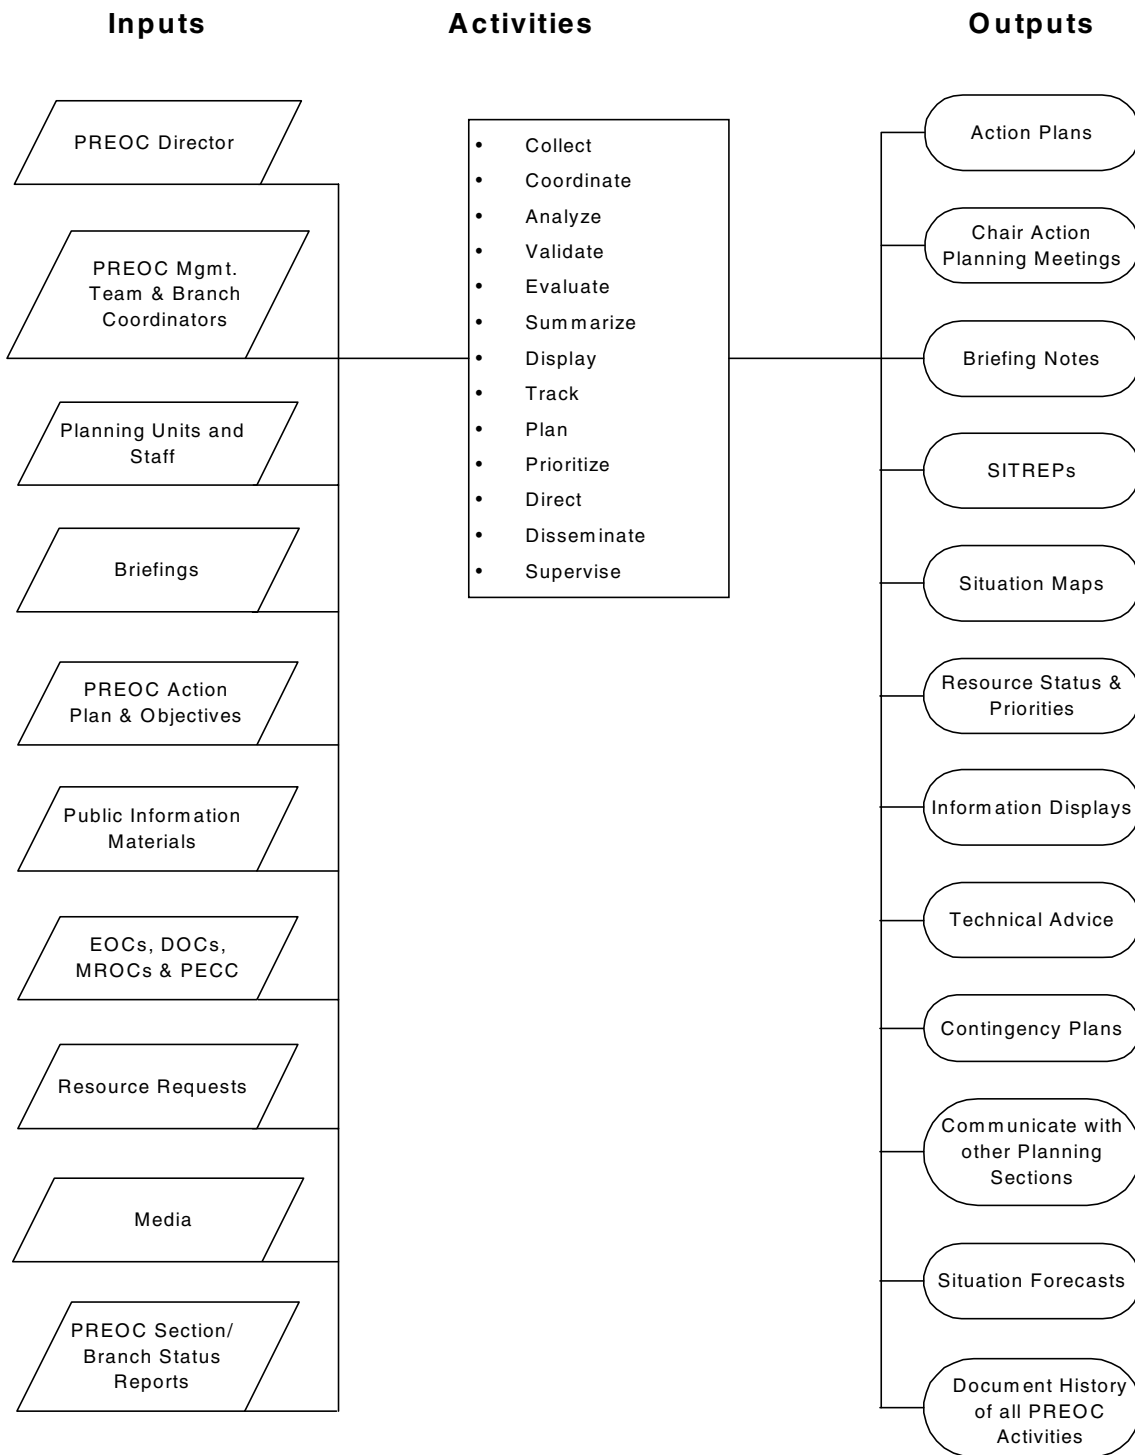 Inputs
Activities
Outputs
PREOC Director
PREOC Mgmt.
Team & Branch
Coordinators
Planning Units and
Staff
Briefings
PREOC Action
Plan & Objectives
Public Information
Materials
EOCs, DOCs,
MROCs & PECC
Resource Requests
Media
PREOC Section/
Branch Status
Reports
• Collect
• Coordinate
• Analyze
• Validate
• Evaluate
• Summarize
• Display
• Track
• Plan
• Prioritize
• Direct
• Disseminate
• Supervise
Action Plans
Chair Action
Planning Meetings
Briefing Notes
SITREPs
Situation Maps
Resource Status &
Priorities
Information Displays
Technical Advice
Contingency Plans
Communicate with
other Planning
Sections
Situation Forecasts
Document History
of all PREOC
Activities